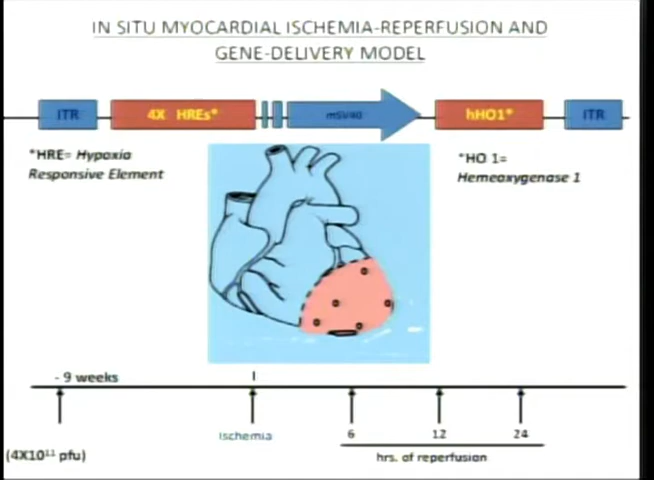 IN SITU MYOCARDIAL ISCHEMIA-REPERFUSION AND
GENE-DELIVERY MODEL
ITR 4X HREs* mSV40 hHO1* ITR
*HRE= Hypoxia
Responsive Element
*HO 1=
Hemeoxygenase 1
- 9 weeks I
Ischemia 6 12 24
(4X10¹¹ pfu)
hrs. of reperfusion